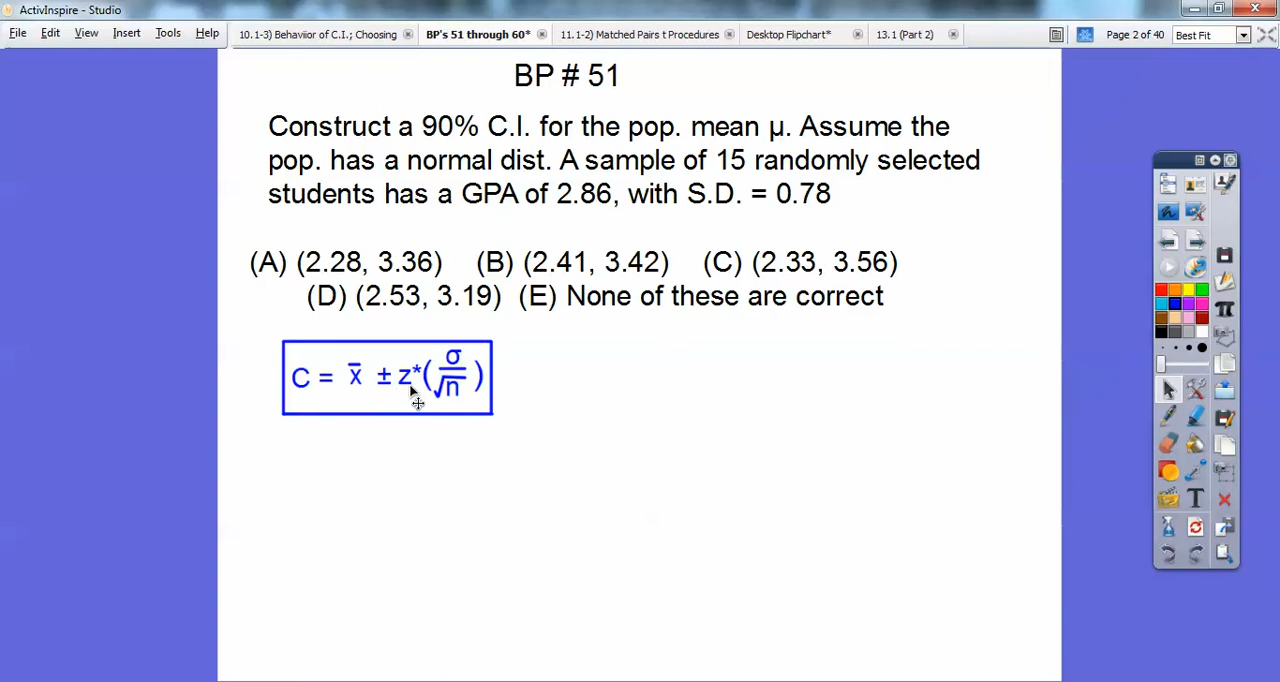 ActivInspire - Studio
File Edit View Insert Tools Help
10.1-3) Behaviior of C.I.; Choosing
BP's 51 through 60*
11.1-2) Matched Pairs t Procedures
Desktop Flipchart*
13.1 (Part 2)
Page 2 of 40
Best Fit
BP # 51
Construct a 90% C.I. for the pop. mean μ. Assume the
pop. has a normal dist. A sample of 15 randomly selected
students has a GPA of 2.86, with S.D. = 0.78
(A) (2.28, 3.36) (B) (2.41, 3.42) (C) (2.33, 3.56)
(D) (2.53, 3.19) (E) None of these are correct
C = x̄ ± z*(σ/√n)